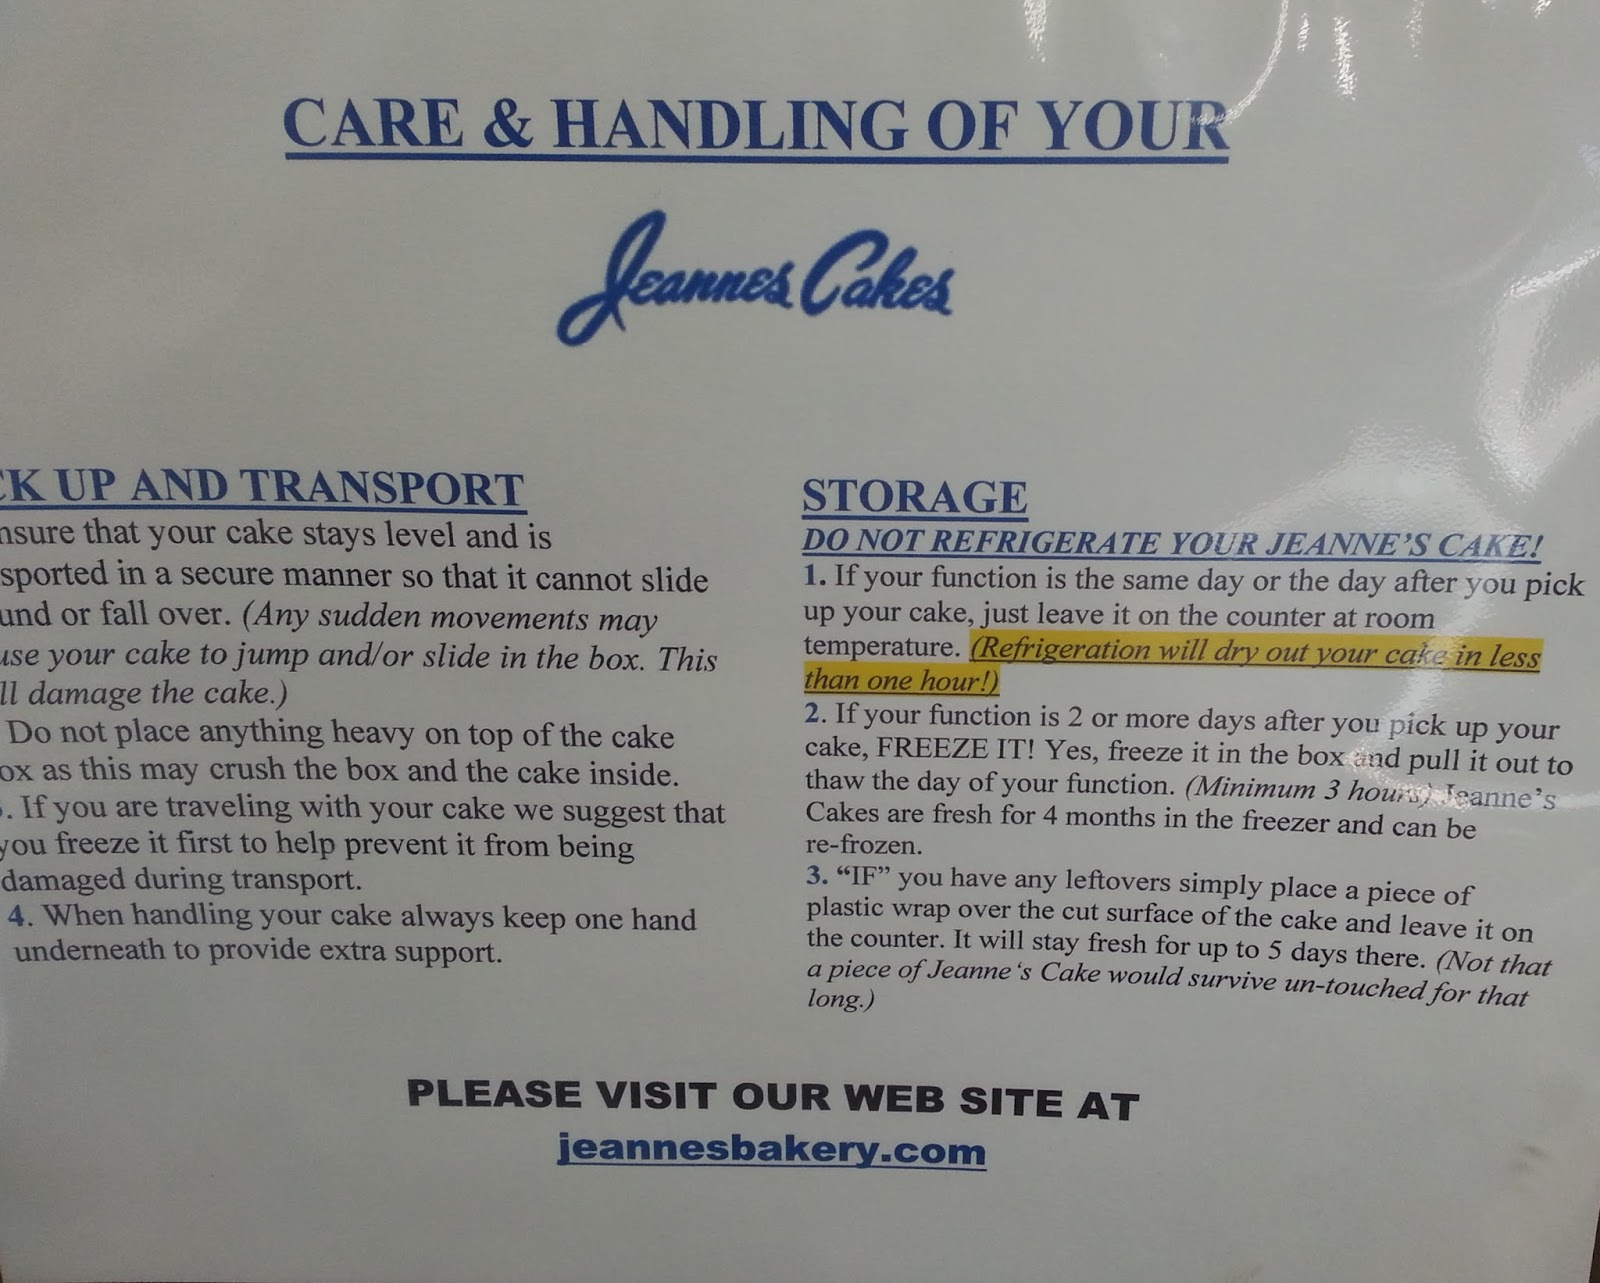 CARE & HANDLING OF YOUR
Jeannes Cakes
CK UP AND TRANSPORT
nsure that your cake stays level and is
sported in a secure manner so that it cannot slide
und or fall over. (Any sudden movements may
use your cake to jump and/or slide in the box. This
ll damage the cake.)
Do not place anything heavy on top of the cake
ox as this may crush the box and the cake inside.
. If you are traveling with your cake we suggest that
you freeze it first to help prevent it from being
damaged during transport.
4. When handling your cake always keep one hand
underneath to provide extra support.
STORAGE
DO NOT REFRIGERATE YOUR JEANNE'S CAKE!
1. If your function is the same day or the day after you pick
up your cake, just leave it on the counter at room
temperature. (Refrigeration will dry out your cake in less
than one hour!)
2. If your function is 2 or more days after you pick up your
cake, FREEZE IT! Yes, freeze it in the box and pull it out to
thaw the day of your function. (Minimum 3 hours) Jeanne's
Cakes are fresh for 4 months in the freezer and can be
re-frozen.
3. "IF" you have any leftovers simply place a piece of
plastic wrap over the cut surface of the cake and leave it on
the counter. It will stay fresh for up to 5 days there. (Not that
a piece of Jeanne's Cake would survive un-touched for that
long.)
PLEASE VISIT OUR WEB SITE AT
jeannesbakery.com